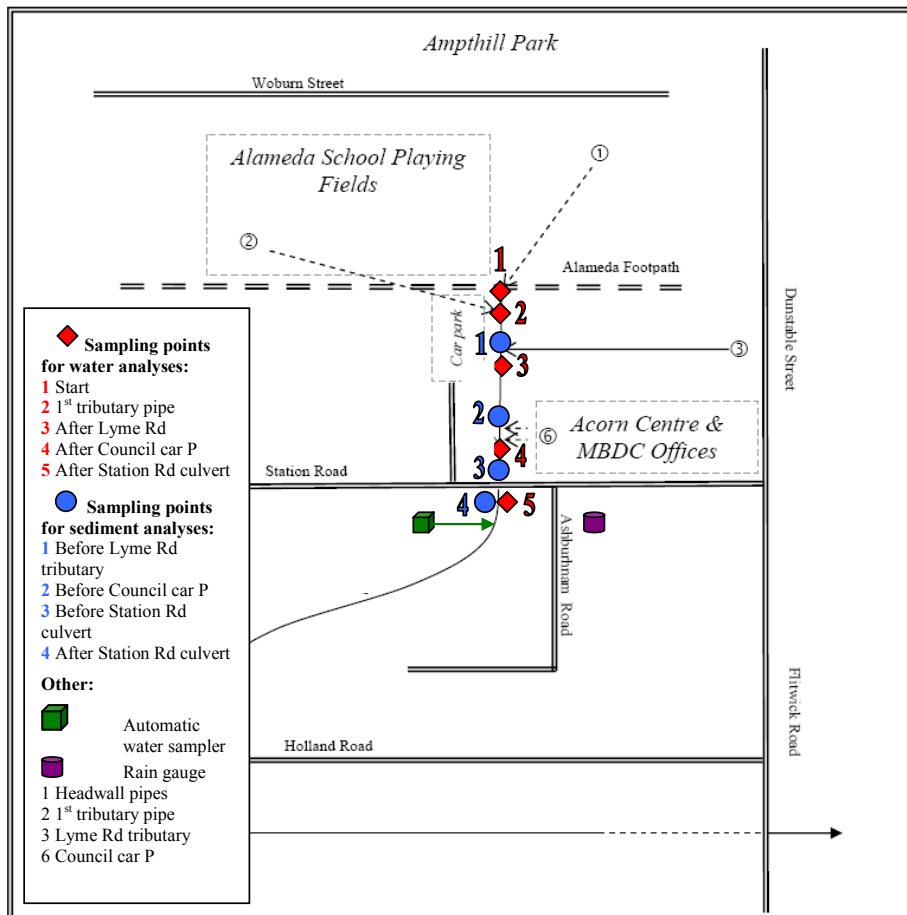 Ampthill Park
Woburn Street
Alameda School Playing
Fields
①
②
1
Alameda Footpath
2
Car park
1
③
3
Dunstable Street
2
⑥
Acorn Centre &
MBDC Offices
4
3
Station Road
4
5
Ashburhnam Road
Flitwick Road
Holland Road
Sampling points
for water analyses:
1 Start
2 1st tributary pipe
3 After Lyme Rd
4 After Council car P
5 After Station Rd culvert
Sampling points
for sediment analyses:
1 Before Lyme Rd
tributary
2 Before Council car P
3 Before Station Rd
culvert
4 After Station Rd culvert
Other:
Automatic
water sampler
Rain gauge
1 Headwall pipes
2 1st tributary pipe
3 Lyme Rd tributary
6 Council car P